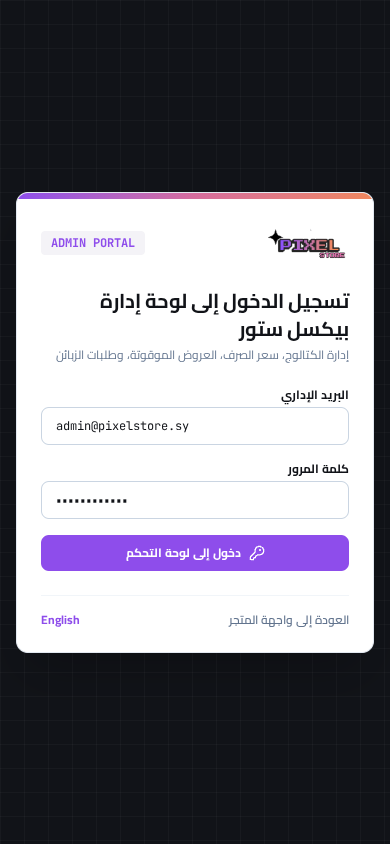 PIXEL STORE
ADMIN PORTAL
تسجيل الدخول إلى لوحة إدارة
بيكسل ستور
إدارة الكتالوج، سعر الصرف، العروض الموقوتة، وطلبات الزبائن
البريد الإداري
admin@pixelstore.sy
كلمة المرور
••••••••••••
دخول إلى لوحة التحكم
العودة إلى واجهة المتجر
English